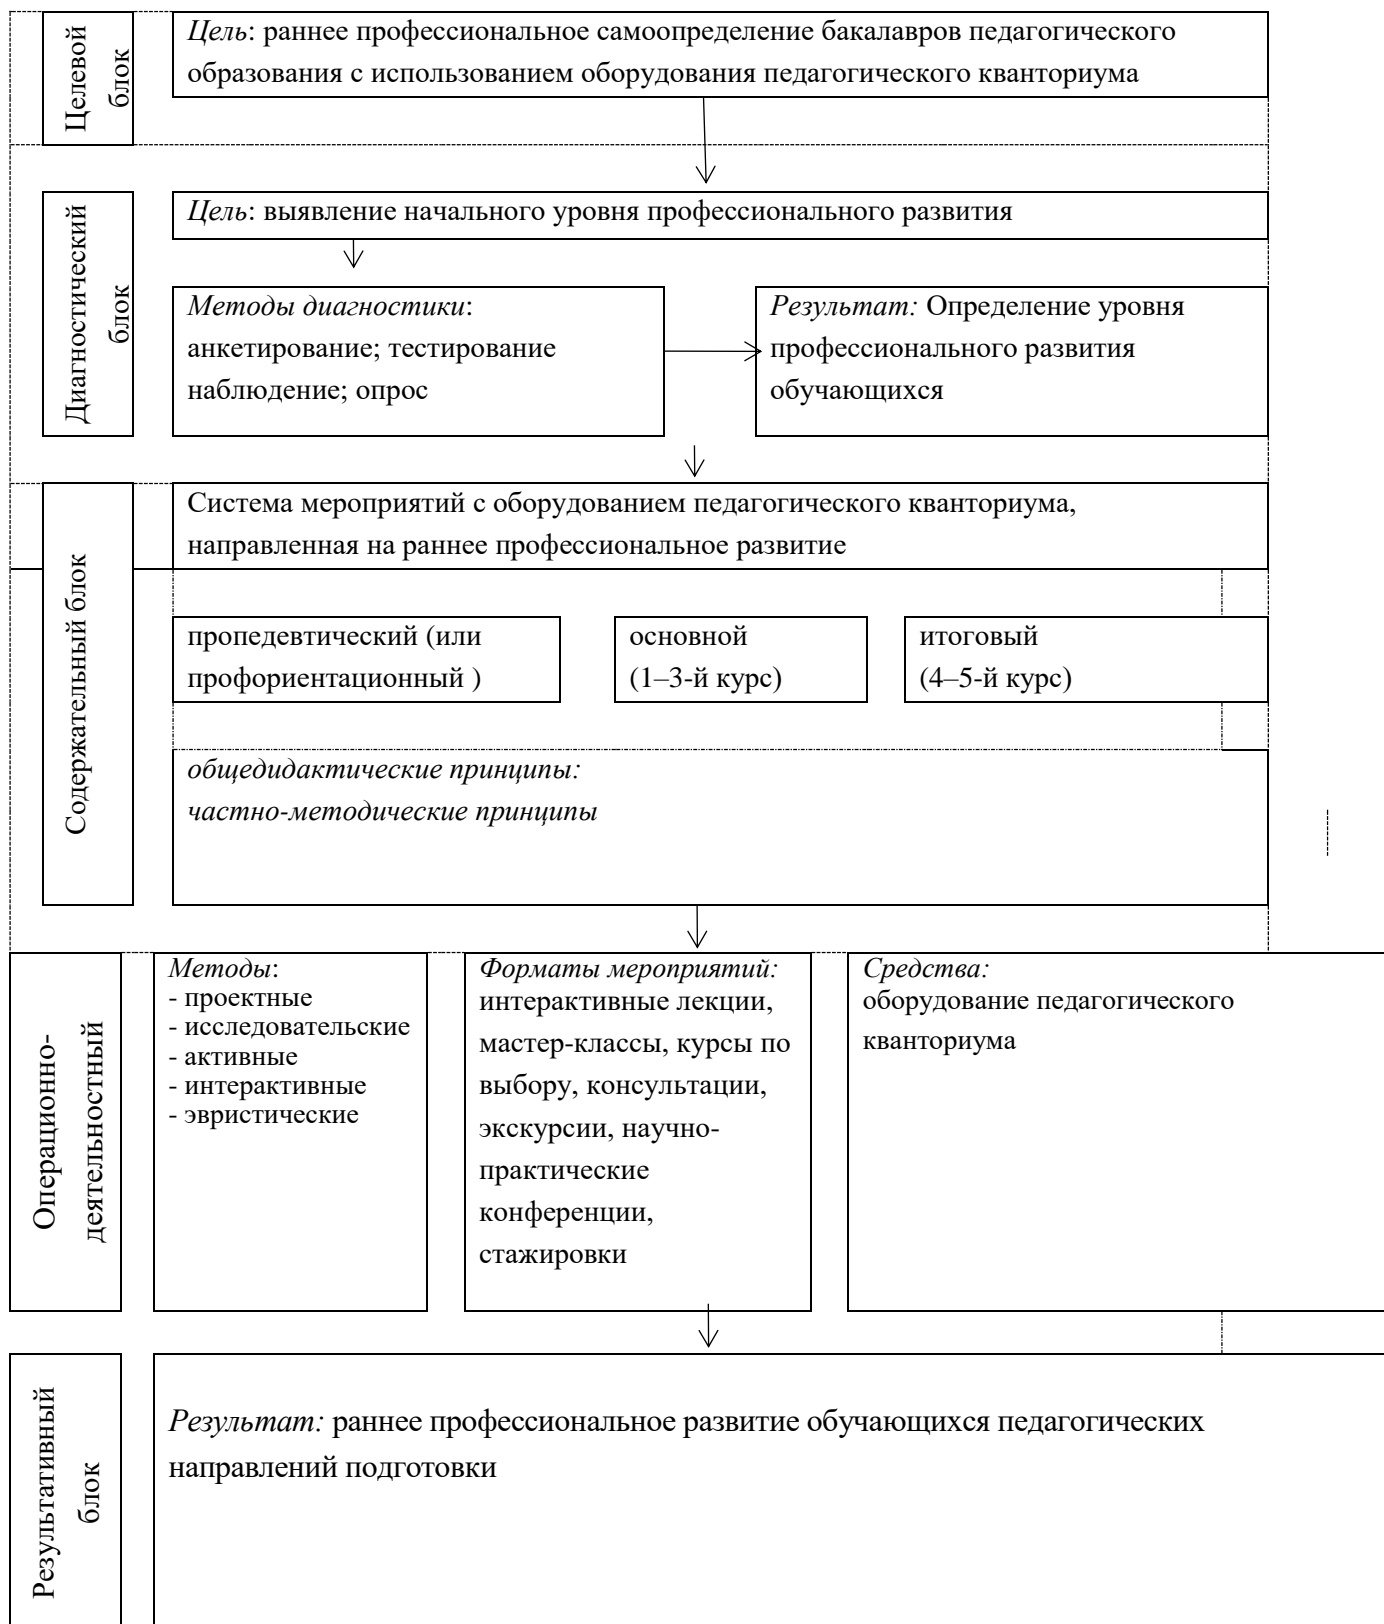 Целевой
блок
Цель: раннее профессиональное самоопределение бакалавров педагогического
образования с использованием оборудования педагогического кванториума
Диагностический
блок
Цель: выявление начального уровня профессионального развития
Методы диагностики:
анкетирование; тестирование
наблюдение; опрос
Результат: Определение уровня
профессионального развития
обучающихся
Содержательный блок
Система мероприятий с оборудованием педагогического кванториума,
направленная на раннее профессиональное развитие
пропедевтический (или
профориентационный )
основной
(1–3-й курс)
итоговый
(4–5-й курс)
общедидактические принципы:
частно-методические принципы
Операционно-
деятельностный
Методы:
- проектные
- исследовательские
- активные
- интерактивные
- эвристические
Форматы мероприятий:
интерактивные лекции,
мастер-классы, курсы по
выбору, консультации,
экскурсии, научно-
практические
конференции,
стажировки
Средства:
оборудование педагогического
кванториума
Результативный
блок
Результат: раннее профессиональное развитие обучающихся педагогических
направлений подготовки